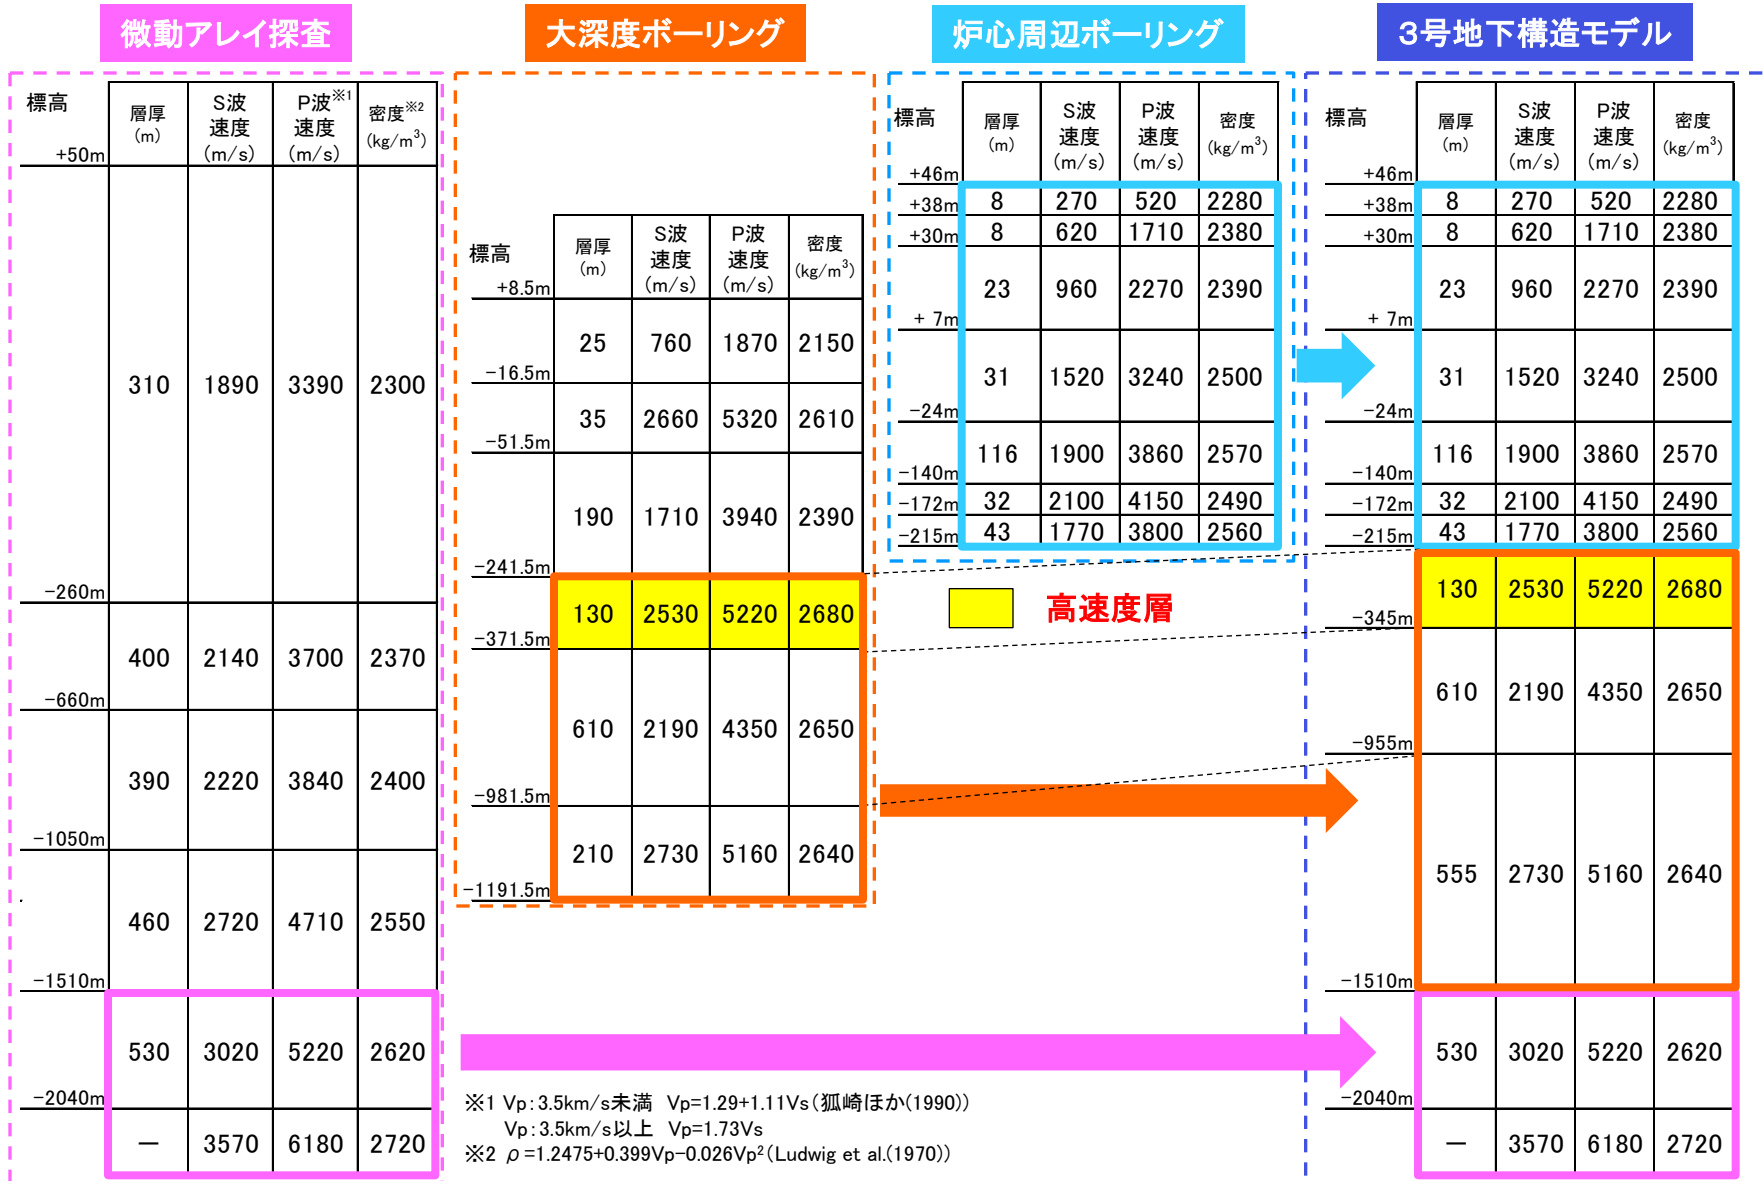 微動アレイ探査
標高
層厚
(m)
S波
速度
(m/s)
P波※1
速度
(m/s)
密度※2
(kg/m3)
+50m
310 1890 3390 2300
−260m
400 2140 3700 2370
−660m
390 2220 3840 2400
−1050m
460 2720 4710 2550
−1510m
530 3020 5220 2620
−2040m
― 3570 6180 2720
大深度ボーリング
標高
層厚
(m)
S波
速度
(m/s)
P波
速度
(m/s)
密度
(kg/m3)
+8.5m
25 760 1870 2150
−16.5m
35 2660 5320 2610
−51.5m
190 1710 3940 2390
−241.5m
130 2530 5220 2680
−371.5m
610 2190 4350 2650
−981.5m
210 2730 5160 2640
−1191.5m
炉心周辺ボーリング
標高
層厚
(m)
S波
速度
(m/s)
P波
速度
(m/s)
密度
(kg/m3)
+46m
8 270 520 2280
+38m
8 620 1710 2380
+30m
23 960 2270 2390
+ 7m
31 1520 3240 2500
−24m
116 1900 3860 2570
−140m
32 2100 4150 2490
−172m
43 1770 3800 2560
−215m
高速度層
3号地下構造モデル
標高
層厚
(m)
S波
速度
(m/s)
P波
速度
(m/s)
密度
(kg/m3)
+46m
8 270 520 2280
+38m
8 620 1710 2380
+30m
23 960 2270 2390
+ 7m
31 1520 3240 2500
−24m
116 1900 3860 2570
−140m
32 2100 4150 2490
−172m
43 1770 3800 2560
−215m
130 2530 5220 2680
−345m
610 2190 4350 2650
−955m
555 2730 5160 2640
−1510m
530 3020 5220 2620
−2040m
― 3570 6180 2720
※1 Vp:3.5km/s未満 Vp=1.29+1.11Vs(狐崎ほか(1990))
Vp:3.5km/s以上 Vp=1.73Vs
※2 ρ=1.2475+0.399Vp−0.026Vp2(Ludwig et al.(1970))